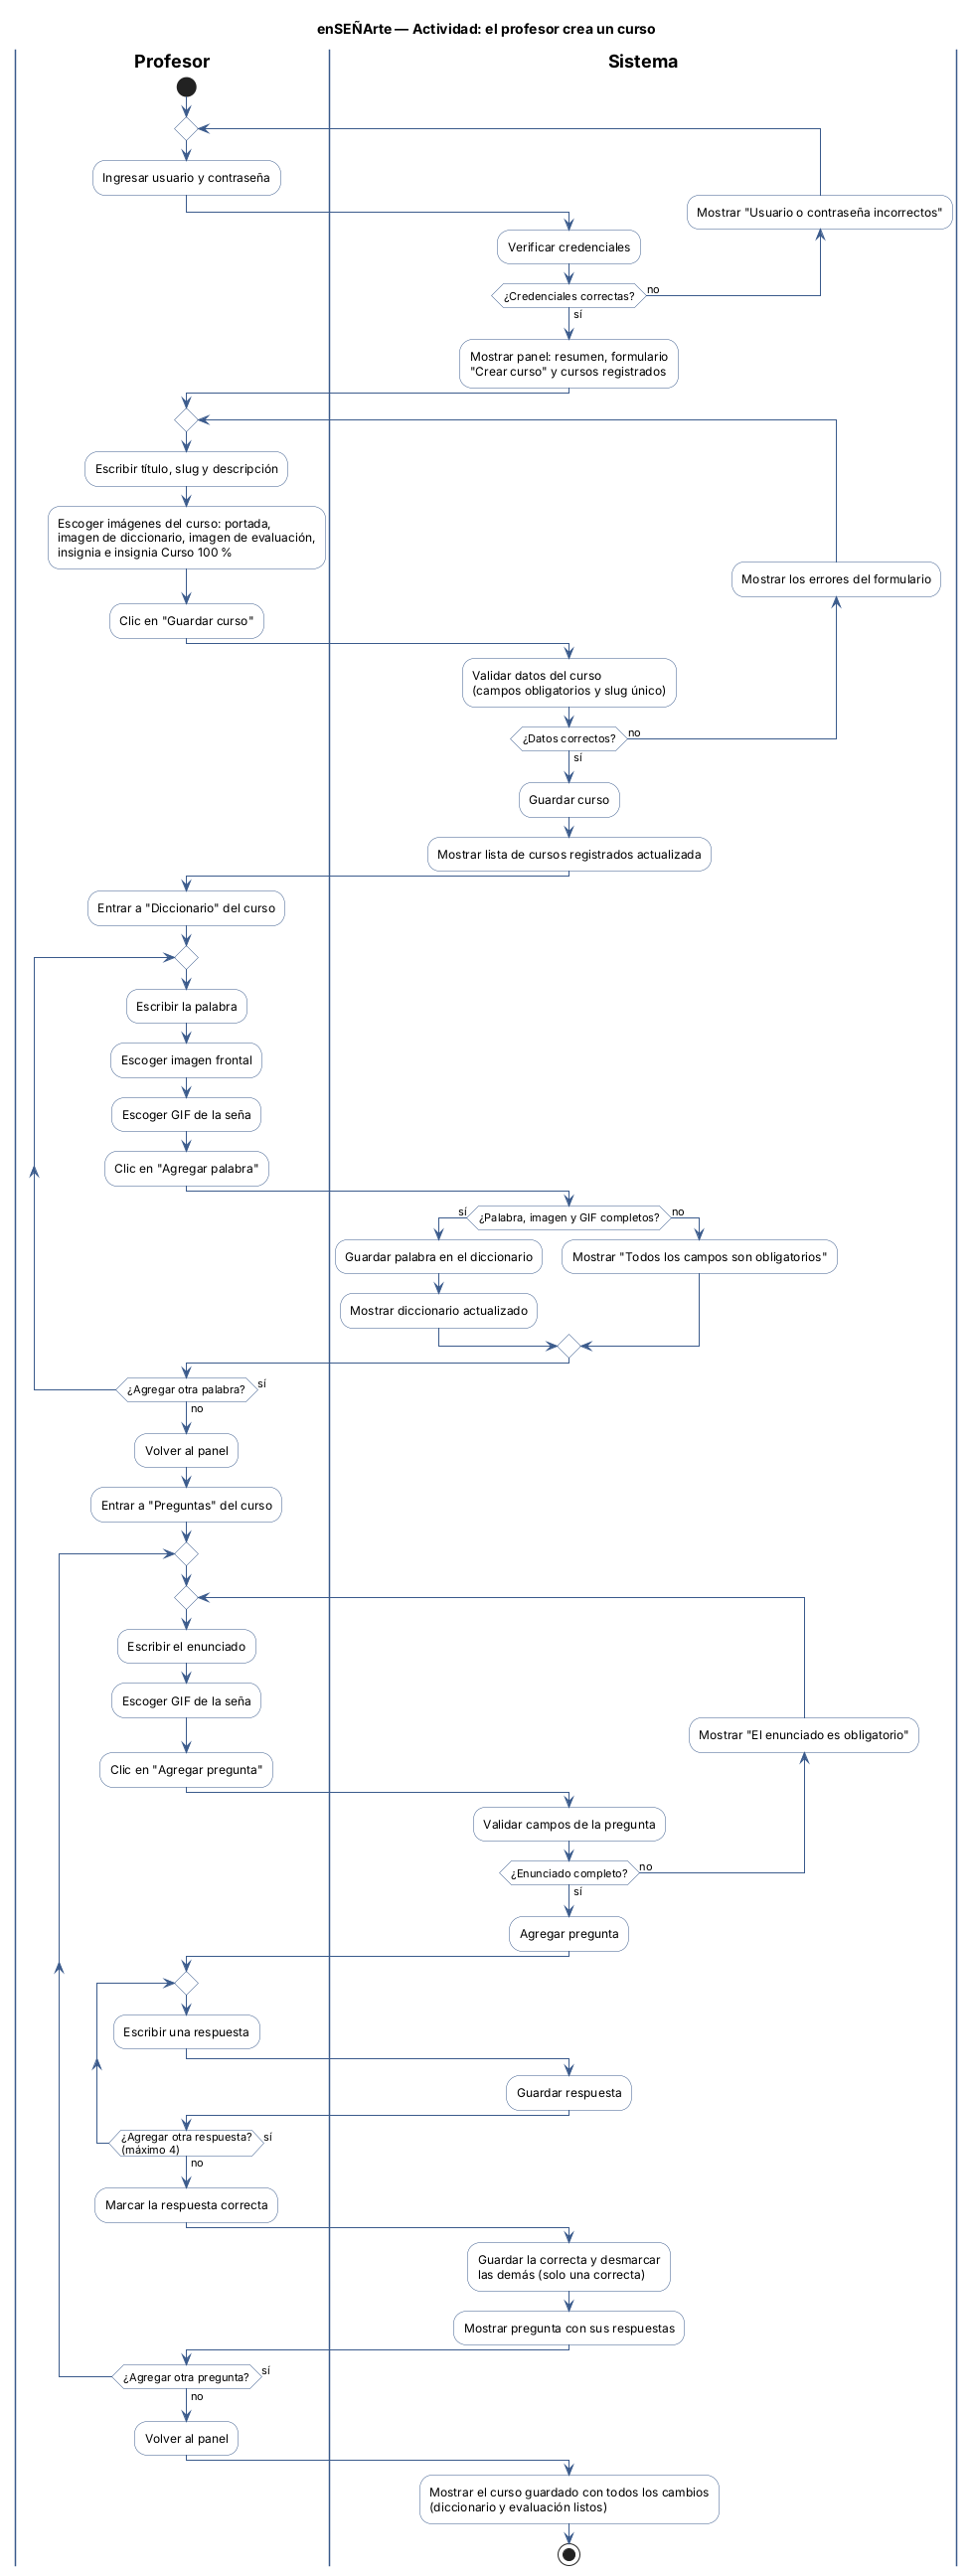 enSEÑArte — Actividad: el profesor crea un curso
Profesor
Sistema
Ingresar usuario y contraseña
Mostrar "Usuario o contraseña incorrectos"
Verificar credenciales
¿Credenciales correctas?
no
sí
Mostrar panel: resumen, formulario
"Crear curso" y cursos registrados
Escribir título, slug y descripción
Escoger imágenes del curso: portada,
imagen de diccionario, imagen de evaluación,
insignia e insignia Curso 100 %
Mostrar los errores del formulario
Clic en "Guardar curso"
Validar datos del curso
(campos obligatorios y slug único)
¿Datos correctos?
no
sí
Guardar curso
Mostrar lista de cursos registrados actualizada
Entrar a "Diccionario" del curso
Escribir la palabra
Escoger imagen frontal
Escoger GIF de la seña
Clic en "Agregar palabra"
sí
¿Palabra, imagen y GIF completos?
no
Guardar palabra en el diccionario
Mostrar "Todos los campos son obligatorios"
Mostrar diccionario actualizado
¿Agregar otra palabra?
sí
no
Volver al panel
Entrar a "Preguntas" del curso
Escribir el enunciado
Escoger GIF de la seña
Mostrar "El enunciado es obligatorio"
Clic en "Agregar pregunta"
Validar campos de la pregunta
¿Enunciado completo?
no
sí
Agregar pregunta
Escribir una respuesta
Guardar respuesta
¿Agregar otra respuesta?
(máximo 4)
sí
no
Marcar la respuesta correcta
Guardar la correcta y desmarcar
las demás (solo una correcta)
Mostrar pregunta con sus respuestas
¿Agregar otra pregunta?
sí
no
Volver al panel
Mostrar el curso guardado con todos los cambios
(diccionario y evaluación listos)